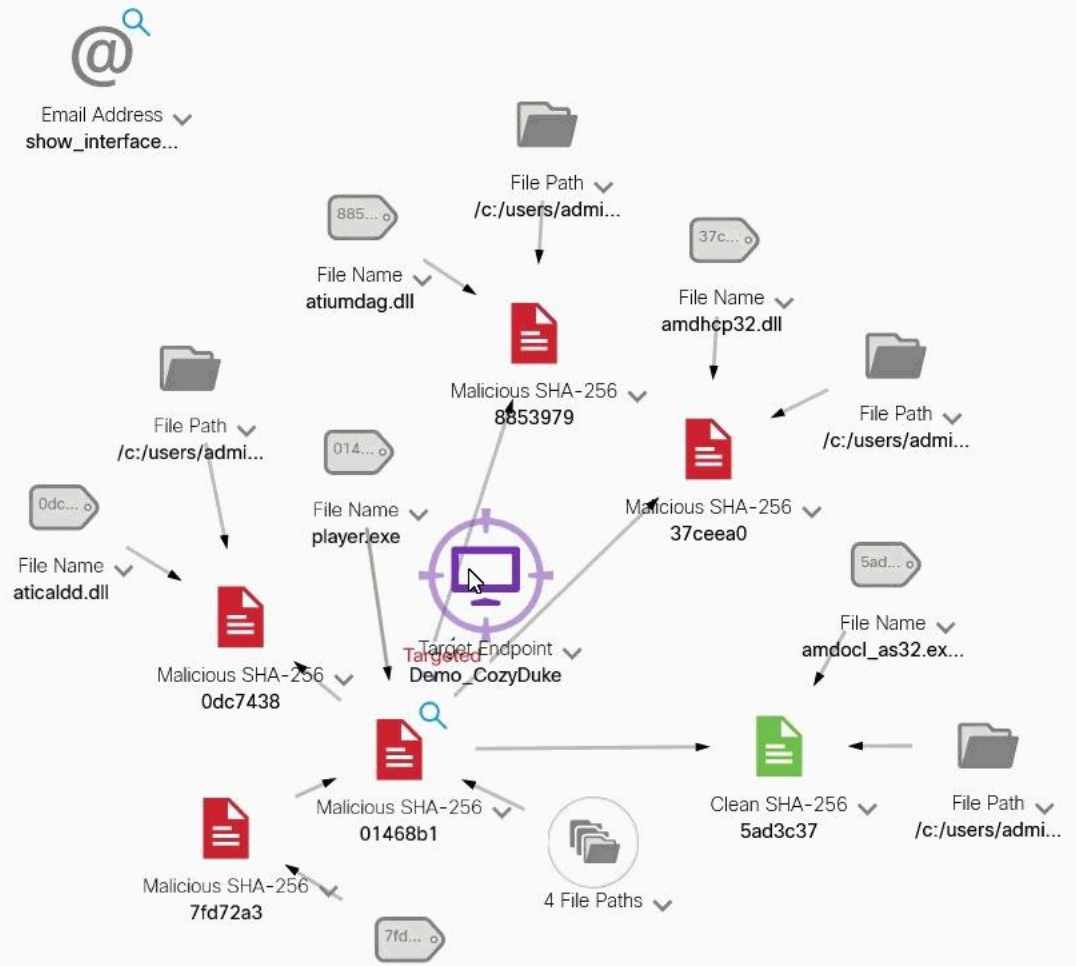 @
Email Address
show_interface...
File Path
/c:/users/admi...
885...
File Name
atiumdag.dll
37c...
File Name
amdhcp32.dll
Malicious SHA-256
8853979
File Path
/c:/users/admi...
File Path
/c:/users/admi...
014...
File Name
player.exe
Malicious SHA-256
37ceea0
0dc...
File Name
aticaldd.dll
5ad...
File Name
amdocl_as32.ex...
Target Endpoint
Targeted
Demo_CozyDuke
Malicious SHA-256
0dc7438
Malicious SHA-256
01468b1
Clean SHA-256
5ad3c37
File Path
/c:/users/admi...
Malicious SHA-256
7fd72a3
4 File Paths
7fd...